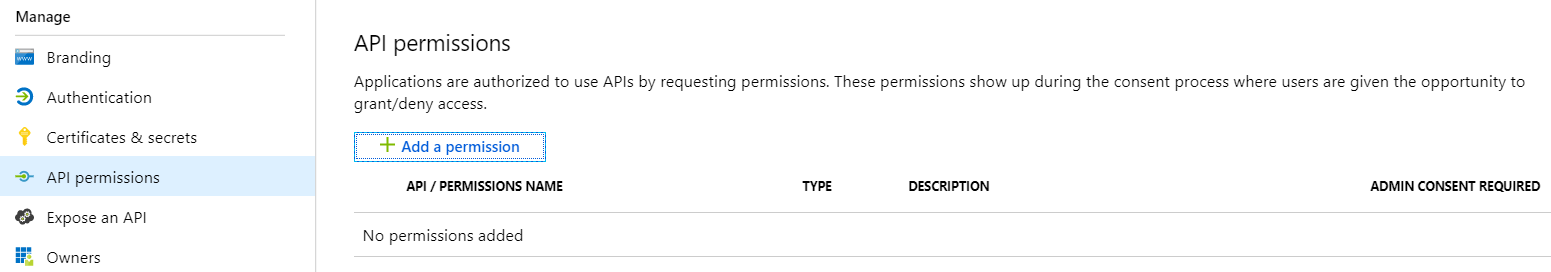 Manage
Branding
Authentication
Certificates & secrets
API permissions
Expose an API
Owners
API permissions
Applications are authorized to use APIs by requesting permissions. These permissions show up during the consent process where users are given the opportunity to
grant/deny access.
Add a permission
API / PERMISSIONS NAME TYPE DESCRIPTION ADMIN CONSENT REQUIRED
No permissions added